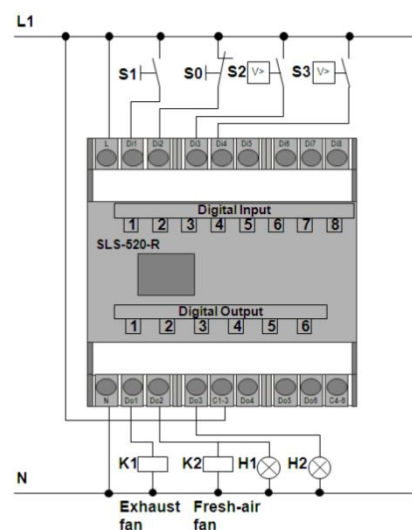 L1
S1 S0 S2 V> S3 V>
L Di1 Di2 Di3 Di4 Di5 Di6 Di7 Di8
Digital Input
1 2 3 4 5 6 7 8
SLS-520-R
Digital Output
1 2 3 4 5 6
N Do1 Do2 Do3 C1-3 Do4 Do5 Do6 C4-6
K1 K2 H1 H2
N
Exhaust fan
Fresh-air fan